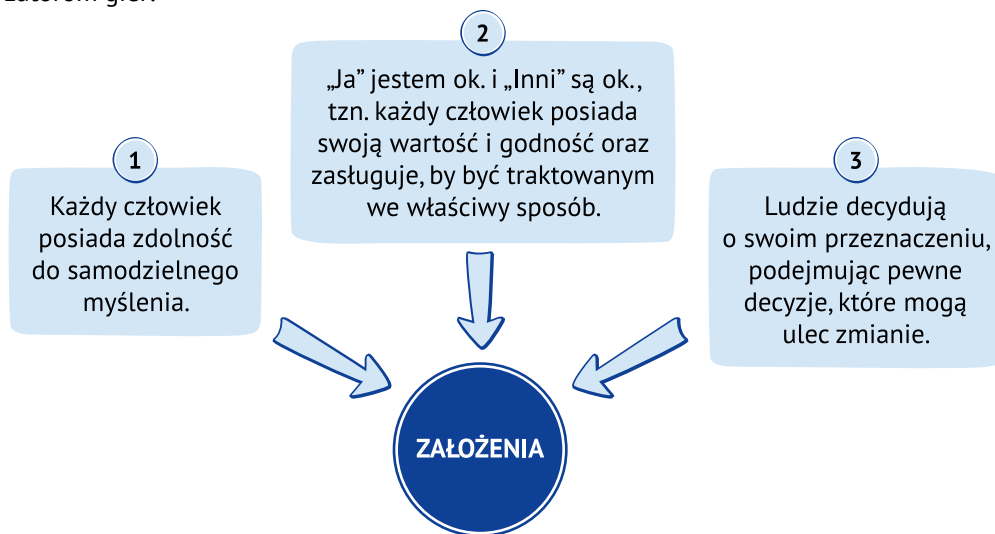 1
Każdy człowiek
posiada zdolność
do samodzielnego
myślenia.
2
„Ja” jestem ok. i „Inni” są ok.,
tzn. każdy człowiek posiada
swoją wartość i godność oraz
zasługuje, by być traktowanym
we właściwy sposób.
3
Ludzie decydują
o swoim przeznaczeniu,
podejmując pewne
decyzje, które mogą
ulec zmianie.
ZAŁOŻENIA